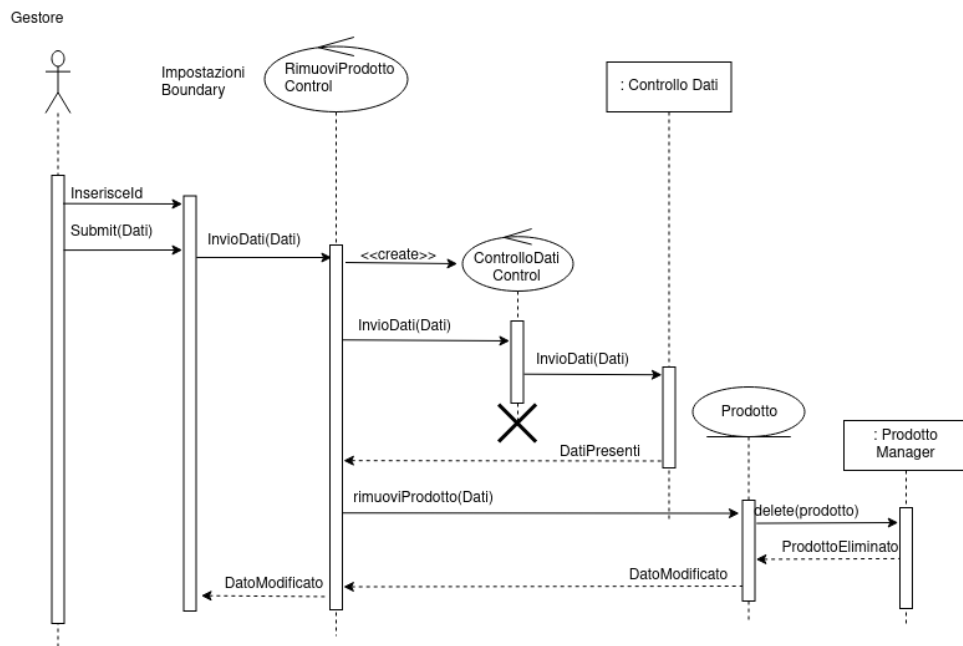 Gestore
Impostazioni
Boundary
RimuoviProdotto
Control
: Controllo Dati
InserisceId
Submit(Dati)
InvioDati(Dati)
<<create>>
ControlloDati
Control
InvioDati(Dati)
InvioDati(Dati)
Prodotto
: Prodotto
Manager
DatiPresenti
rimuoviProdotto(Dati)
delete(prodotto)
ProdottoEliminato
DatoModificato
DatoModificato